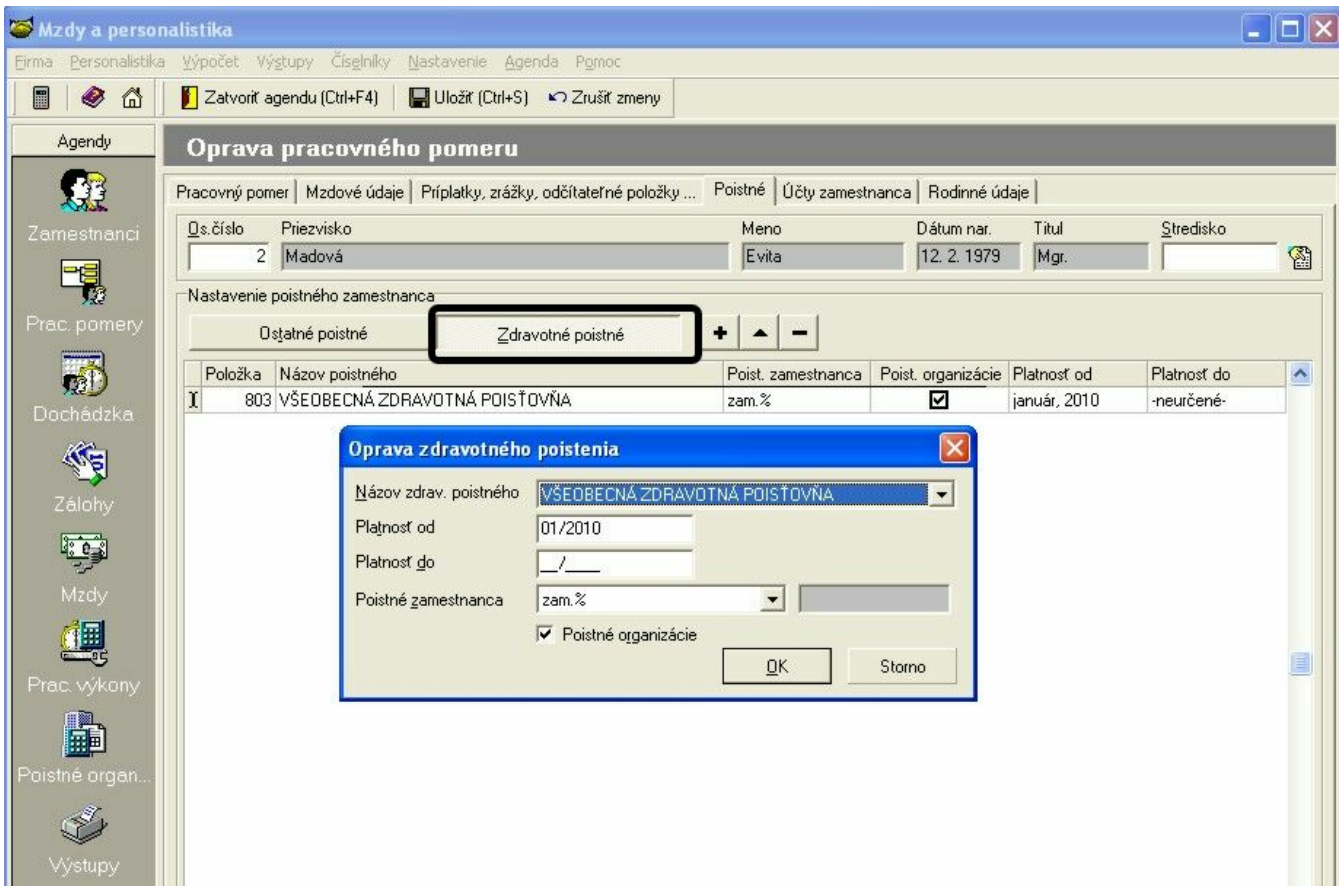 Mzdy a personalistika
Firma Personalistika Výpočet Výstupy Číselníky Nastavenie Agenda Pomoc
Zatvoriť agendu (Ctrl+F4) Uložiť (Ctrl+S) Zrušiť zmeny
Agendy
Oprava pracovného pomeru
Pracovný pomer Mzdové údaje Príplatky, zrážky, odčítateľné položky ... Poistné Účty zamestnanca Rodinné údaje
Zamestnanci
Os.číslo Priezvisko Meno Dátum nar. Titul Stredisko
2 Madová Evita 12. 2. 1979 Mgr.
Nastavenie poistného zamestnanca
Prac. pomery
Ostatné poistné Zdravotné poistné + -
Položka Názov poistného Poist. zamestnanca Poist. organizácie Platnosť od Platnosť do
803 VŠEOBECNÁ ZDRAVOTNÁ POISŤOVŇA zam.% január, 2010 -neurčené-
Dochádzka
Oprava zdravotného poistenia
Názov zdrav. poistného VŠEOBECNÁ ZDRAVOTNÁ POISŤOVŇA
Zálohy
Platnosť od 01/2010
Platnosť do __/____
Mzdy
Poistné zamestnanca zam.%
Poistné organizácie
OK Storno
Prac. výkony
Poistné organ...
Výstupy